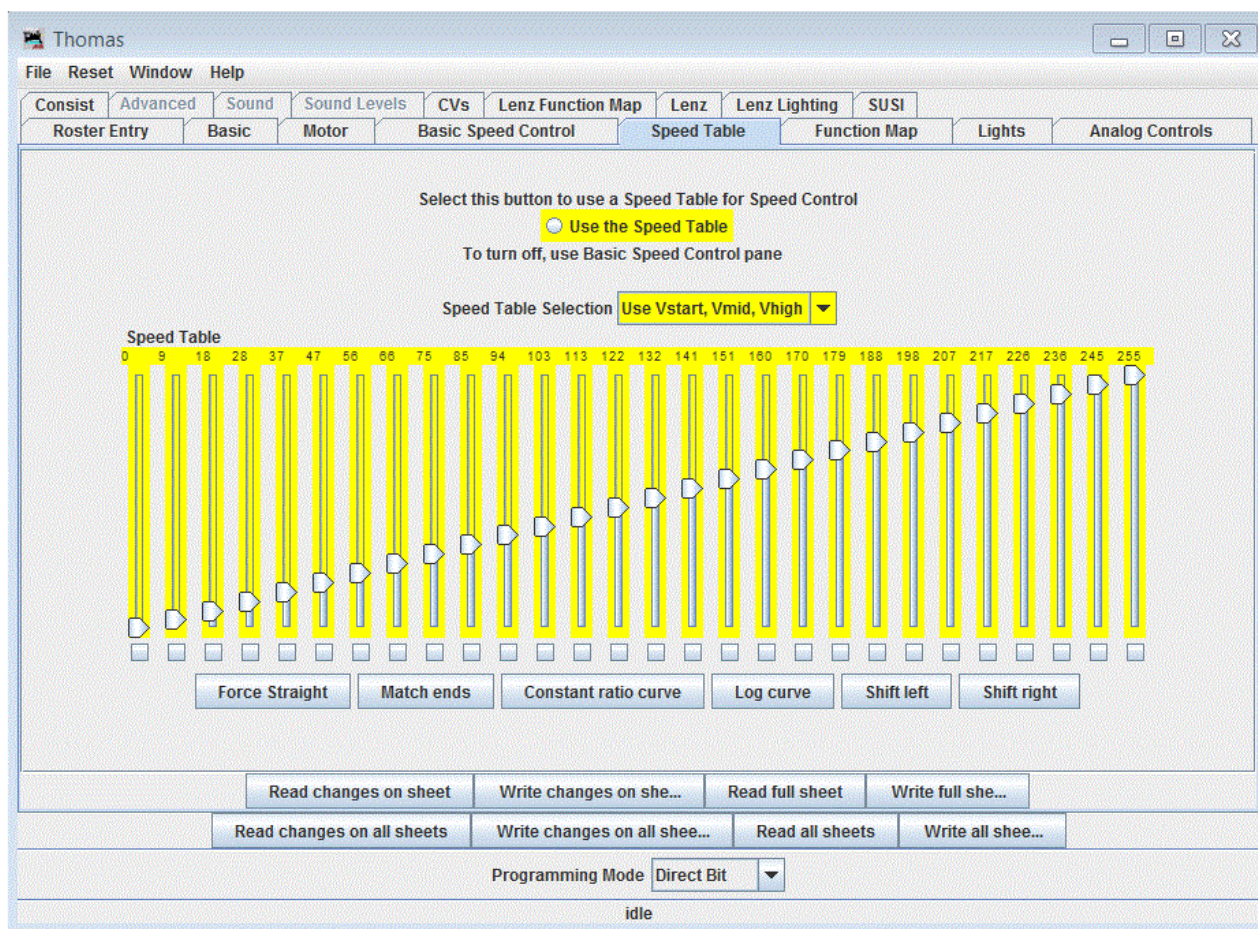 Thomas
File Reset Window Help
Consist Advanced Sound Sound Levels CVs Lenz Function Map Lenz Lenz Lighting SUSI
Roster Entry Basic Motor Basic Speed Control Speed Table Function Map Lights Analog Controls
Select this button to use a Speed Table for Speed Control
Use the Speed Table
To turn off, use Basic Speed Control pane
Speed Table Selection Use Vstart, Vmid, Vhigh
Speed Table
0 9 18 28 37 47 56 66 75 85 94 103 113 122 132 141 151 160 170 179 188 198 207 217 226 236 245 255
Force Straight Match ends Constant ratio curve Log curve Shift left Shift right
Read changes on sheet Write changes on she... Read full sheet Write full she...
Read changes on all sheets Write changes on all shee... Read all sheets Write all shee...
Programming Mode Direct Bit
idle